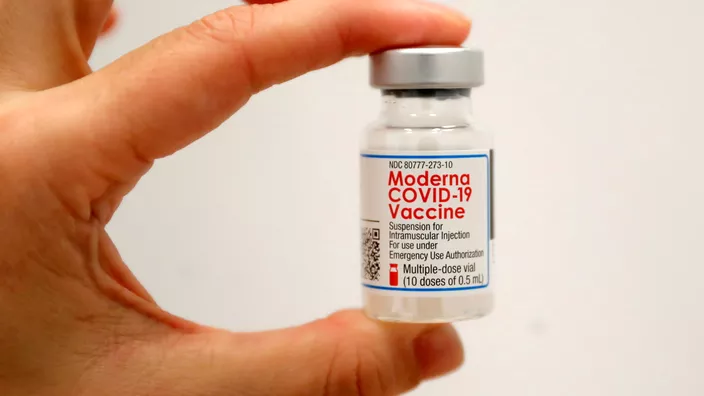 NDC 80777-273-10
Moderna
COVID-19
Vaccine
Suspension for
Intramuscular Injection
For use under
Emergency Use Authorization
Multiple-dose vial
(10 doses of 0.5 mL)